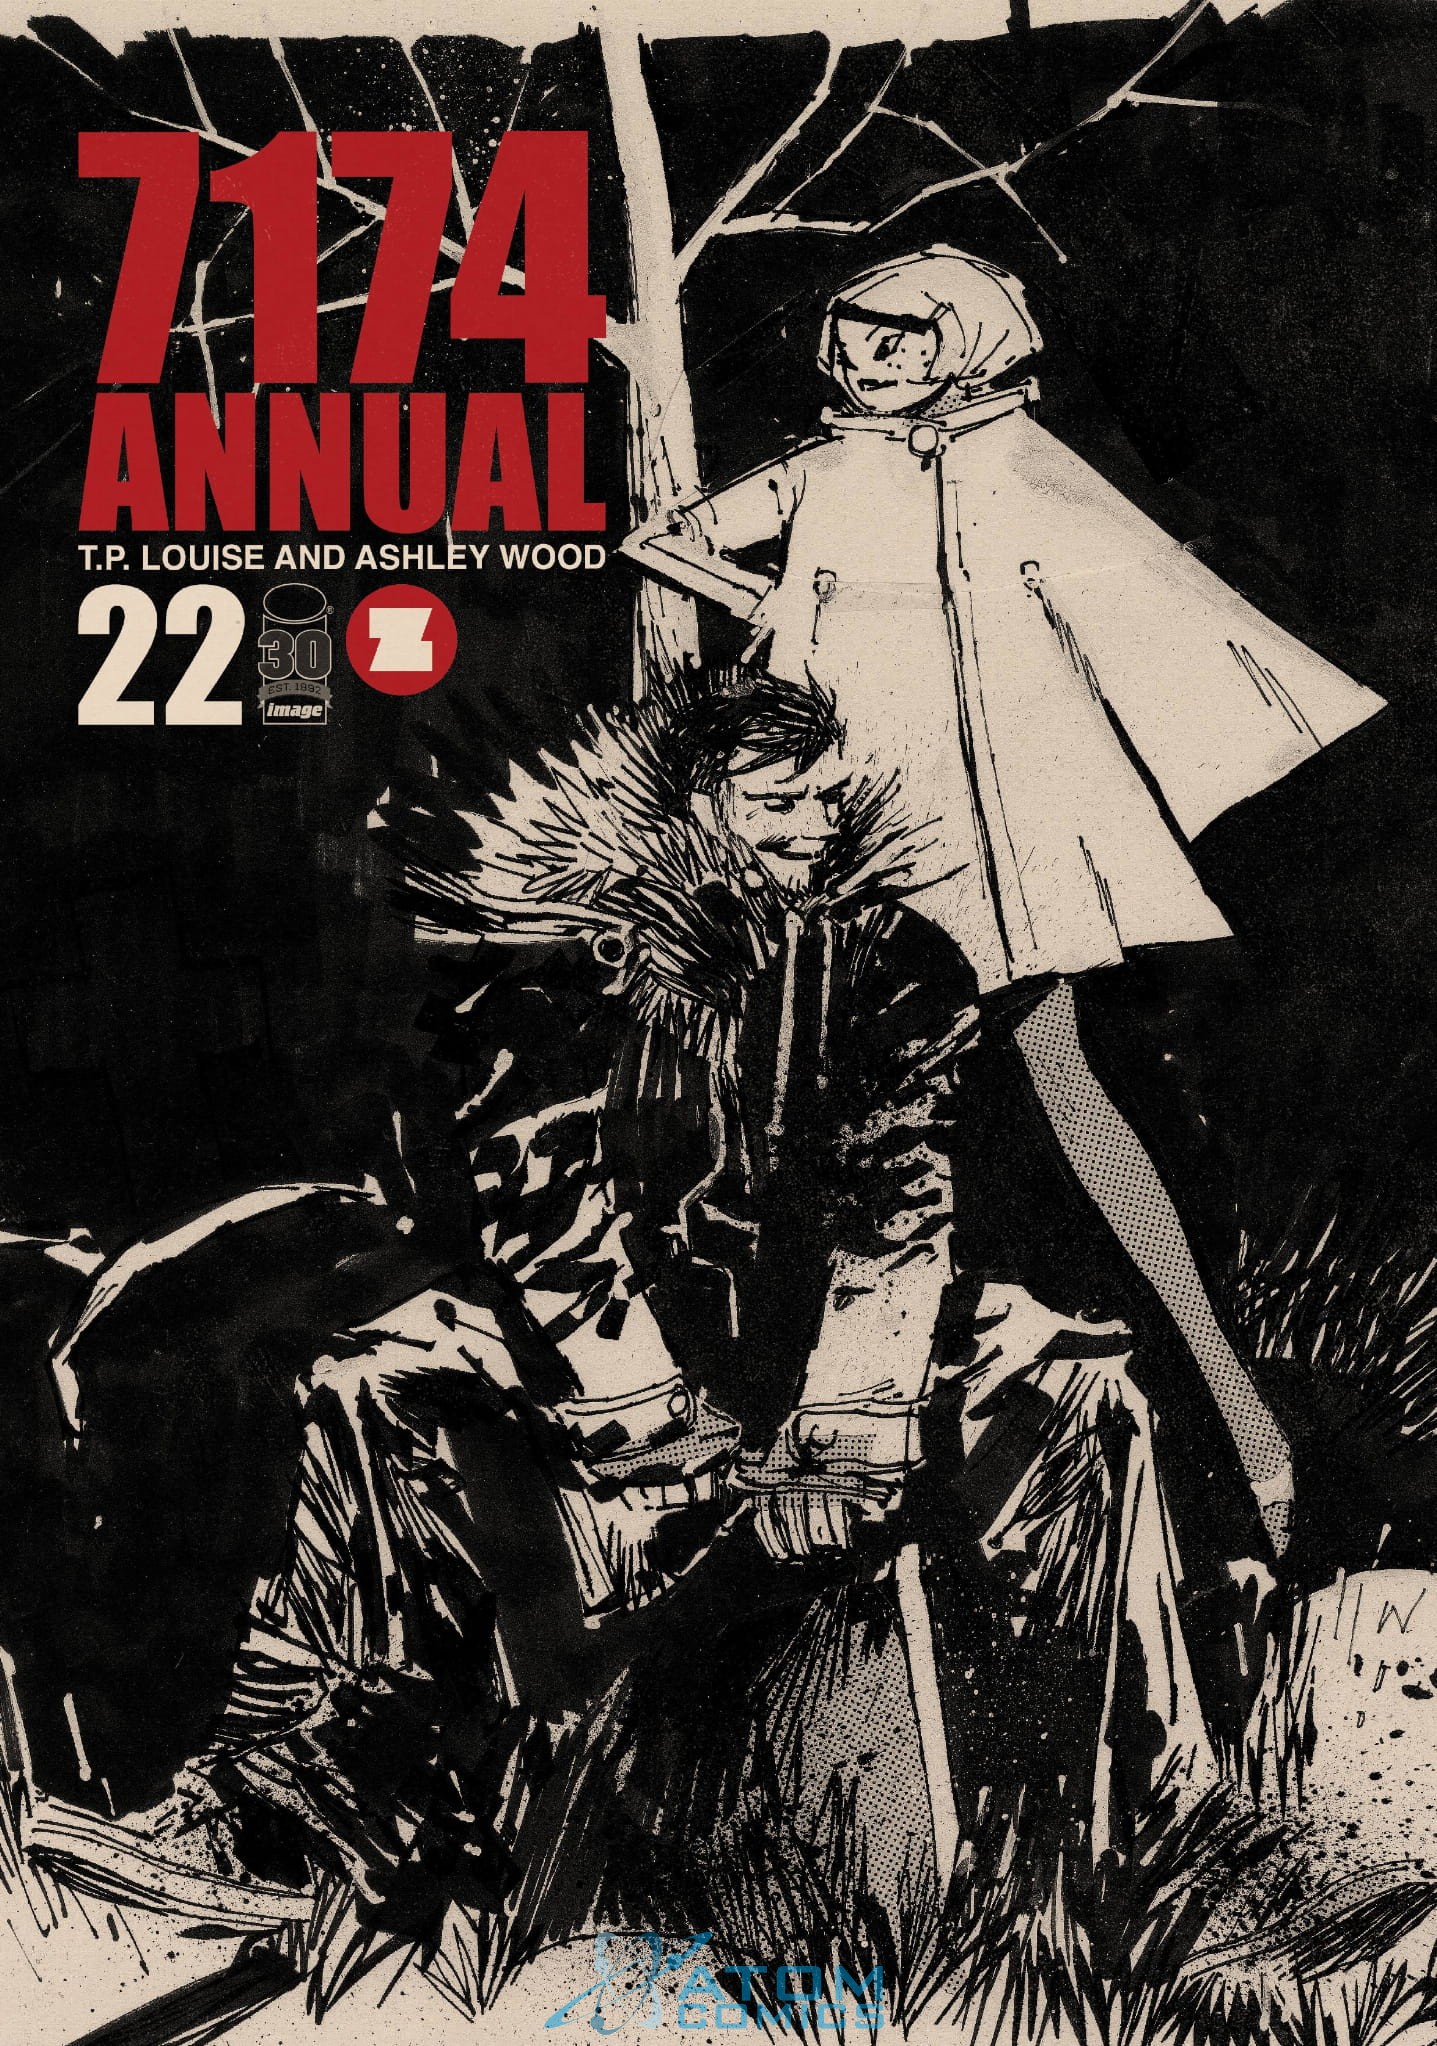 7174
ANNUAL
T.P. LOUISE AND ASHLEY WOOD
22
®
30
EST. 1992
image
Z
W
ATOM
COMICS